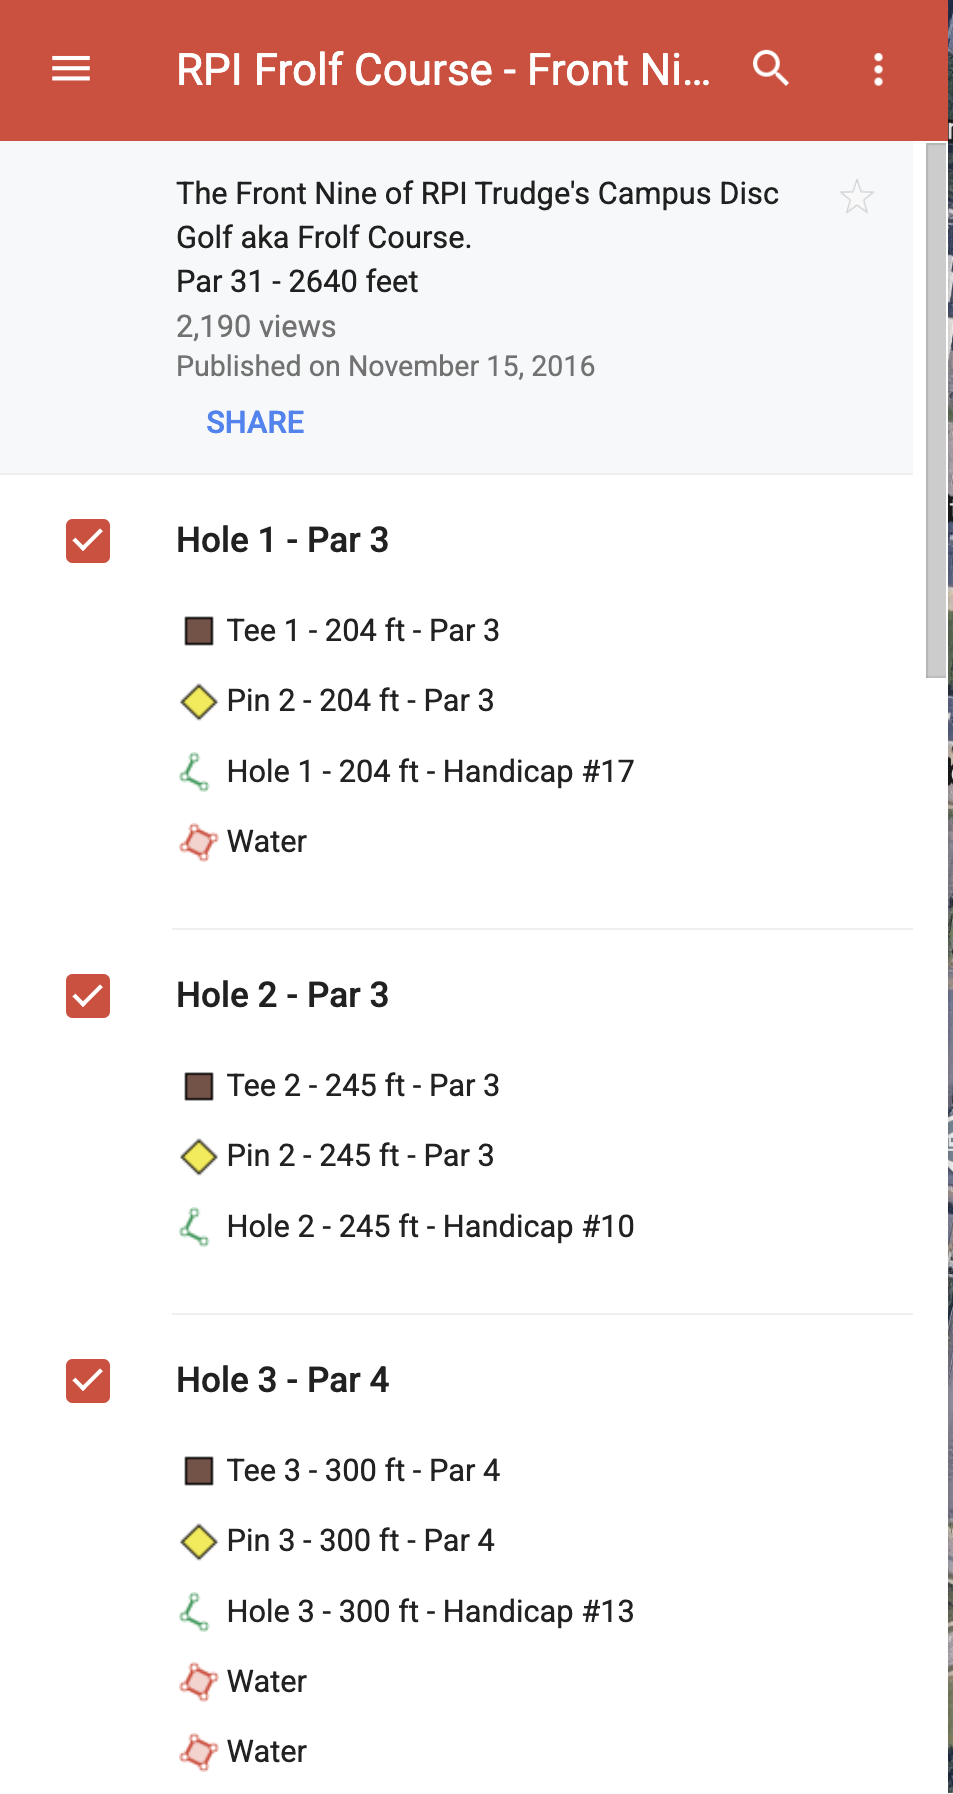 RPI Frolf Course - Front Ni...
The Front Nine of RPI Trudge's Campus Disc
Golf aka Frolf Course.
Par 31 - 2640 feet
2,190 views
Published on November 15, 2016
SHARE
Hole 1 - Par 3
Tee 1 - 204 ft - Par 3
Pin 2 - 204 ft - Par 3
Hole 1 - 204 ft - Handicap #17
Water
Hole 2 - Par 3
Tee 2 - 245 ft - Par 3
Pin 2 - 245 ft - Par 3
Hole 2 - 245 ft - Handicap #10
Hole 3 - Par 4
Tee 3 - 300 ft - Par 4
Pin 3 - 300 ft - Par 4
Hole 3 - 300 ft - Handicap #13
Water
Water